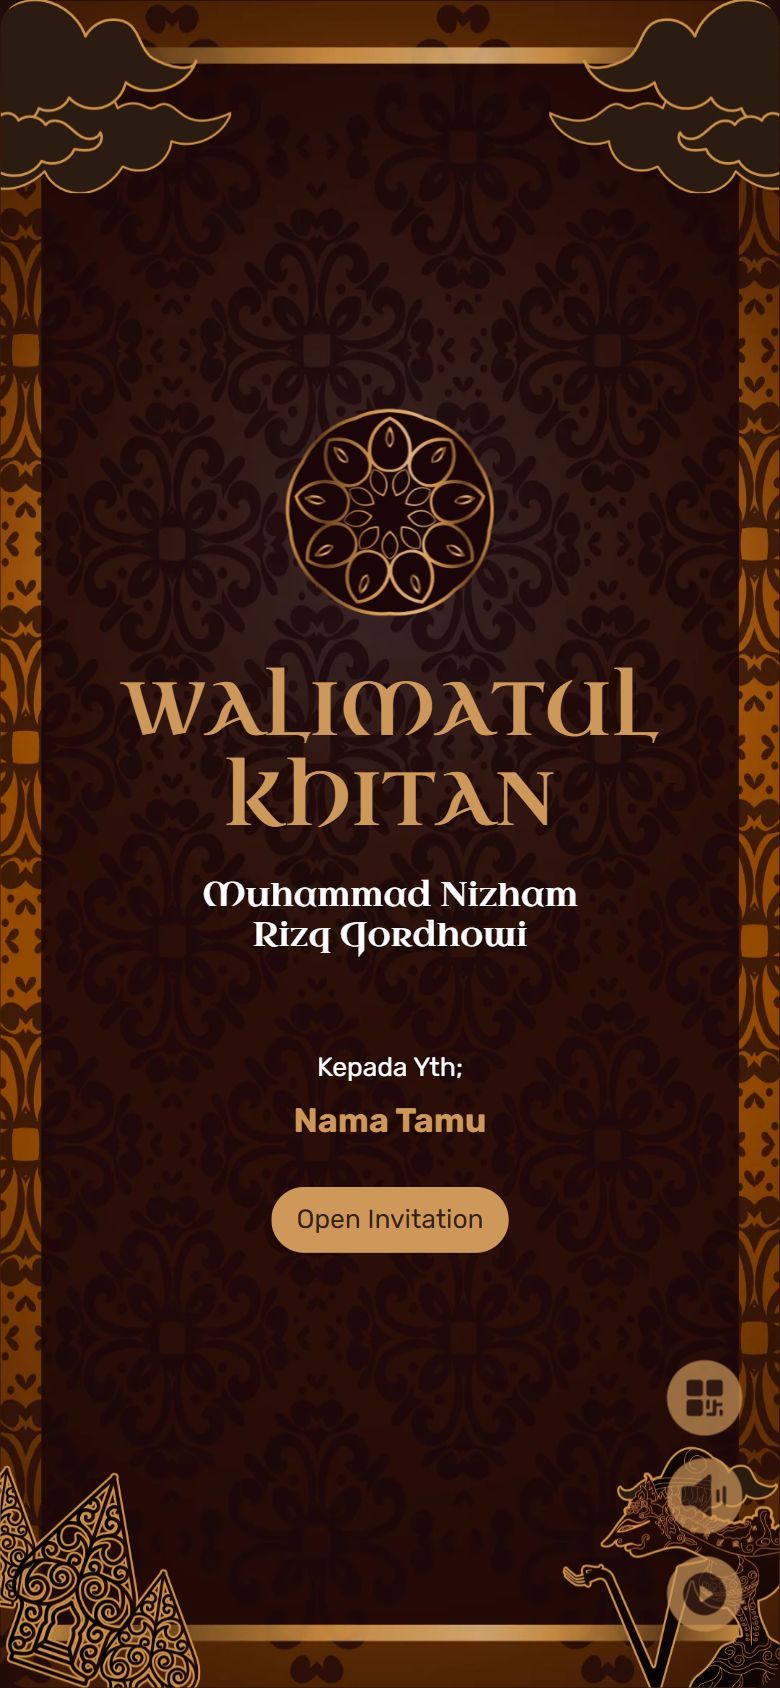 WALIMATUL
KHITAN
Muhammad Nizham
Rizq Qordhowi
Kepada Yth;
Nama Tamu
Open Invitation